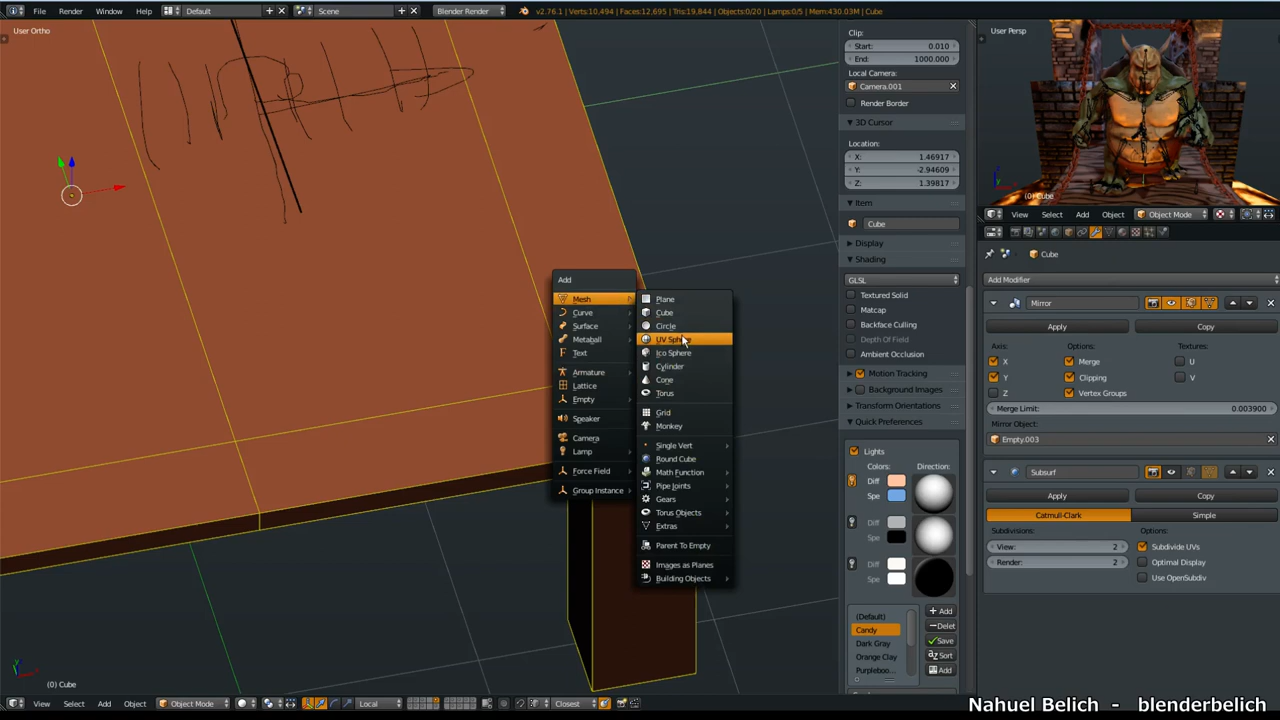 File Render Window Help Default Scene Blender Render v2.76.1 | Verts:10,494 | Faces:12,695 | Tris:19,844 | Objects:0/20 | Lamps:0/5 | Mem:430.03M | Cube
User Ortho
Clip:
Start: 0.010
End: 1000.000
Local Camera:
Camera.001
Render Border
3D Cursor
Location:
X: 1.46917
Y: -2.94609
Z: 1.39817
Item
Cube
Display
Shading
GLSL
Textured Solid
Matcap
Backface Culling
Depth Of Field
Ambient Occlusion
Motion Tracking
Background Images
Transform Orientations
Quick Preferences
Lights
Colors: Direction:
Diff
Spe
Diff
Spe
Diff
Spe
(Default)
Candy
Dark Gray
Orange Clay
Purpleboo
Add
Delet
Save
Sort
Add
Add
Mesh
Curve
Surface
Metaball
Text
Armature
Lattice
Empty
Speaker
Camera
Lamp
Force Field
Group Instance
Plane
Cube
Circle
UV Sphere
Ico Sphere
Cylinder
Cone
Torus
Grid
Monkey
Single Vert
Round Cube
Math Function
Pipe Joints
Gears
Torus Objects
Extras
Parent To Empty
Images as Planes
Building Objects
User Persp
(0) Cube
View Select Add Object Object Mode
Cube
Add Modifier
Mirror
Apply Copy
Axis: Options: Textures:
X Merge U
Y Clipping V
Z Vertex Groups
Merge Limit: 0.003900
Mirror Object:
Empty.003
Subsurf
Apply Copy
Catmull-Clark Simple
Subdivisions: Options:
View: 2 Subdivide UVs
Render: 2 Optimal Display
Use OpenSubdiv
(0) Cube
View Select Add Object Object Mode Local Closest
Nahuel Belich - blenderbelich